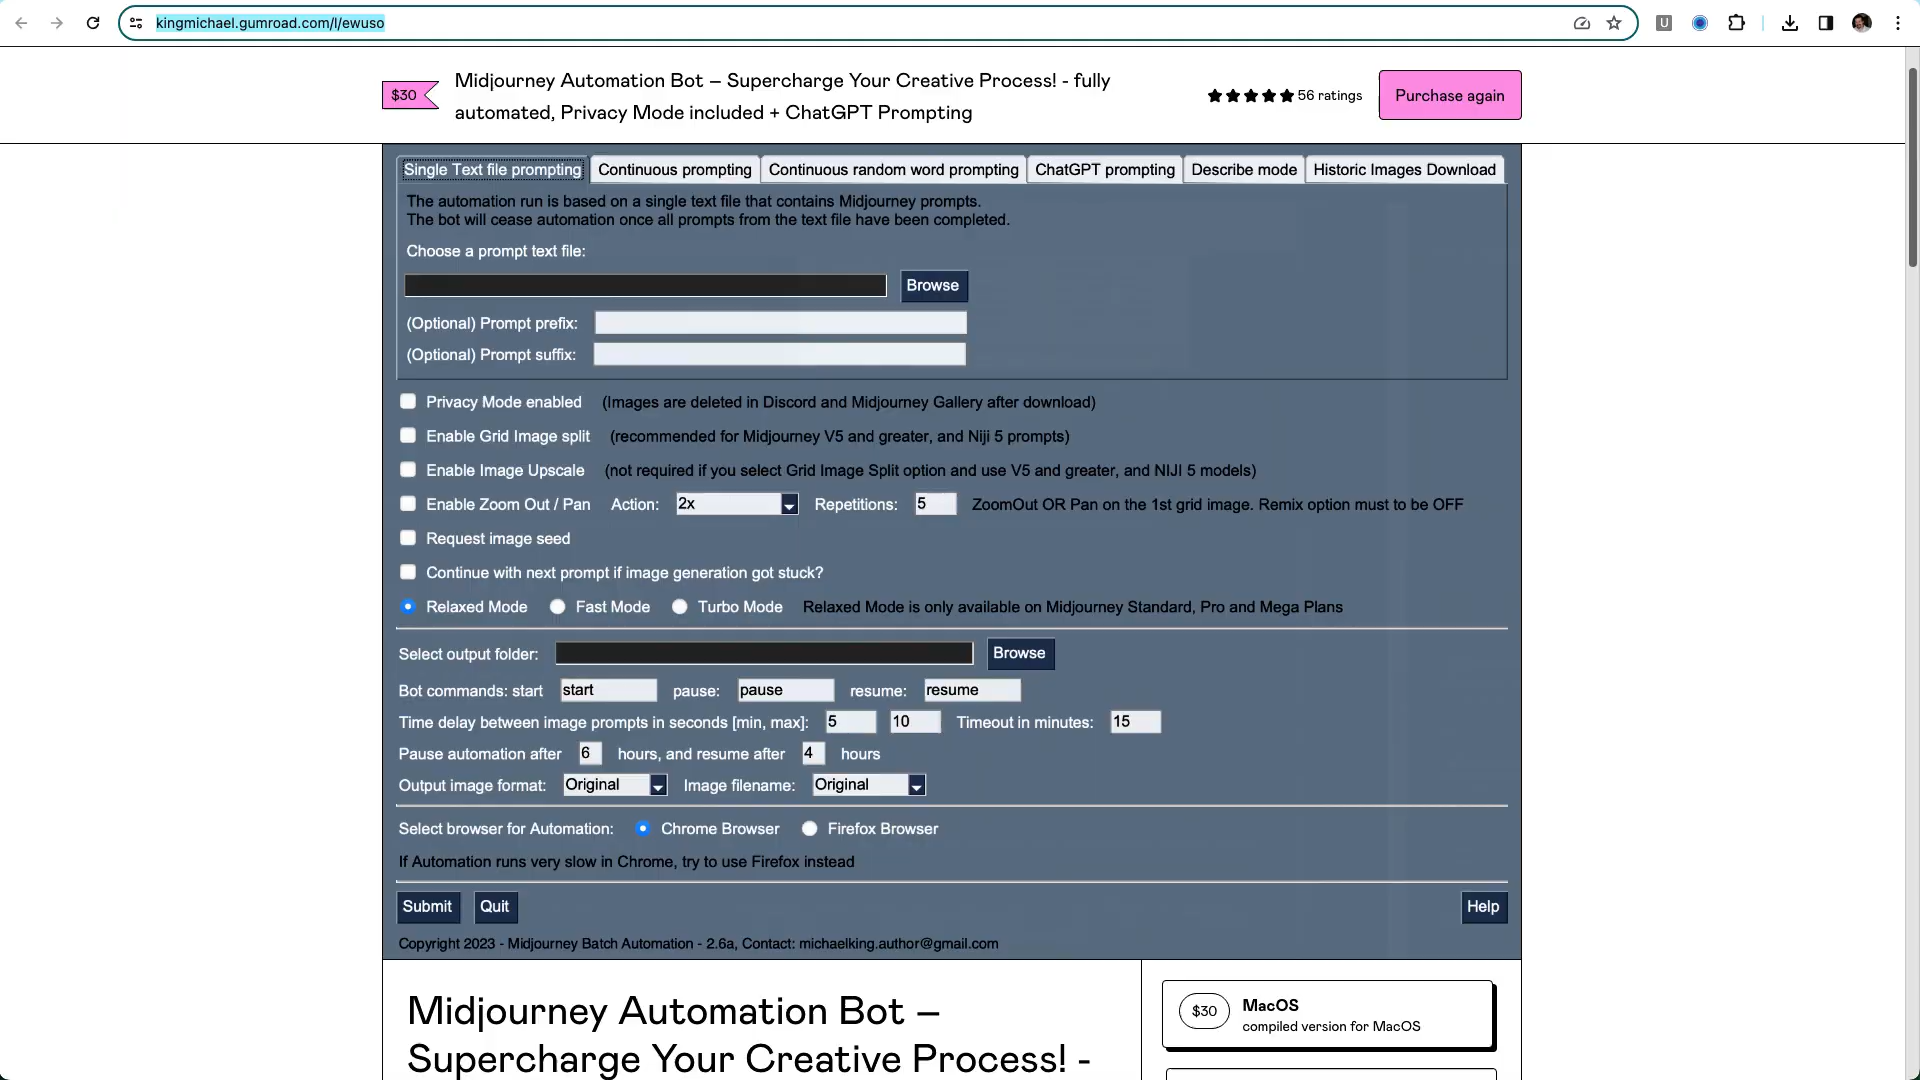 kingmichael.gumroad.com/l/ewuso
$30
Midjourney Automation Bot – Supercharge Your Creative Process! - fully
automated, Privacy Mode included + ChatGPT Prompting
56 ratings
Purchase again
Single Text file prompting Continuous prompting Continuous random word prompting ChatGPT prompting Describe mode Historic Images Download
The automation run is based on a single text file that contains Midjourney prompts.
The bot will cease automation once all prompts from the text file have been completed.
Choose a prompt text file:
Browse
(Optional) Prompt prefix:
(Optional) Prompt suffix:
Privacy Mode enabled (Images are deleted in Discord and Midjourney Gallery after download)
Enable Grid Image split (recommended for Midjourney V5 and greater, and Niji 5 prompts)
Enable Image Upscale (not required if you select Grid Image Split option and use V5 and greater, and NIJI 5 models)
Enable Zoom Out / Pan Action: 2x Repetitions: 5 ZoomOut OR Pan on the 1st grid image. Remix option must to be OFF
Request image seed
Continue with next prompt if image generation got stuck?
Relaxed Mode Fast Mode Turbo Mode Relaxed Mode is only available on Midjourney Standard, Pro and Mega Plans
Select output folder: Browse
Bot commands: start start pause: pause resume: resume
Time delay between image prompts in seconds [min, max]: 5 10 Timeout in minutes: 15
Pause automation after 6 hours, and resume after 4 hours
Output image format: Original Image filename: Original
Select browser for Automation: Chrome Browser Firefox Browser
If Automation runs very slow in Chrome, try to use Firefox instead
Submit Quit Help
Copyright 2023 - Midjourney Batch Automation - 2.6a, Contact: michaelking.author@gmail.com
Midjourney Automation Bot –
Supercharge Your Creative Process! -
$30 MacOS
compiled version for MacOS